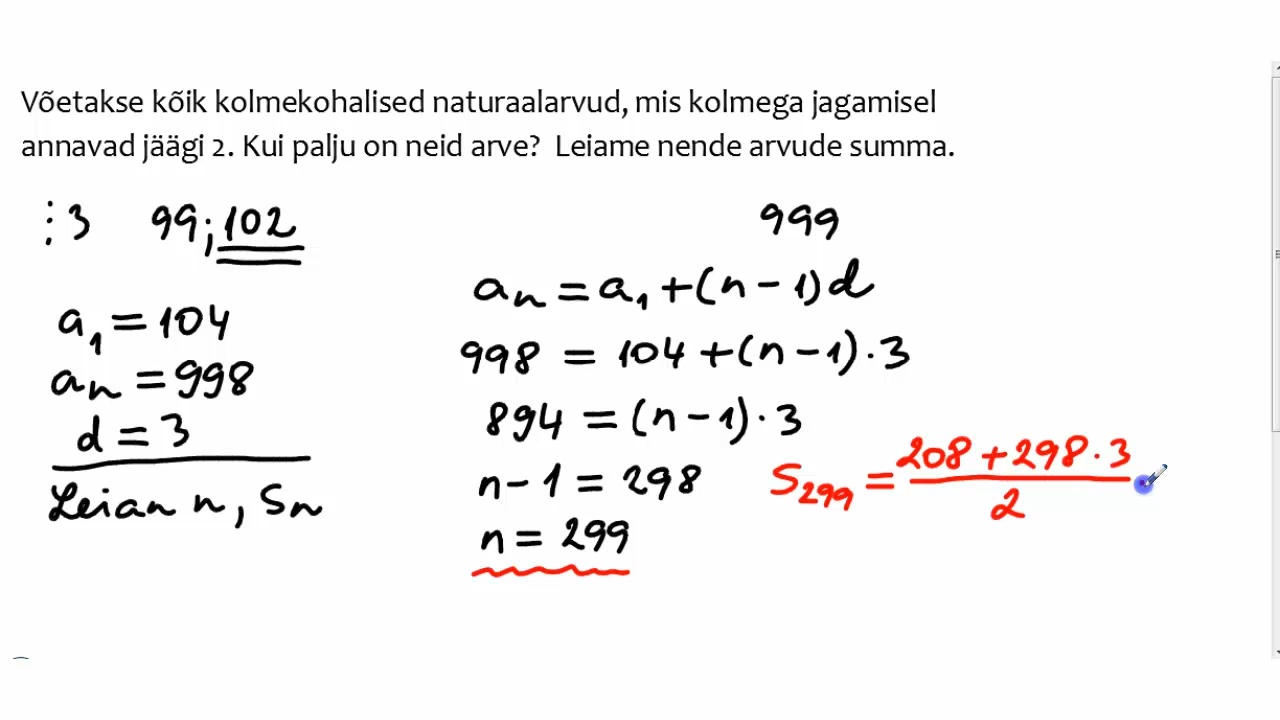 Võetakse kõik kolmekohalised naturaalarvud, mis kolmega jagamisel
annavad jäägi 2. Kui palju on neid arve? Leiame nende arvude summa.
⋮3 99; 102
999
a₁ = 104
aₙ = 998
d = 3
Leian n, Sn
aₙ = a₁ + (n − 1)d
998 = 104 + (n − 1) · 3
894 = (n − 1) · 3
n − 1 = 298
n = 299
S₂₉₉ = (208 + 298 · 3) / 2